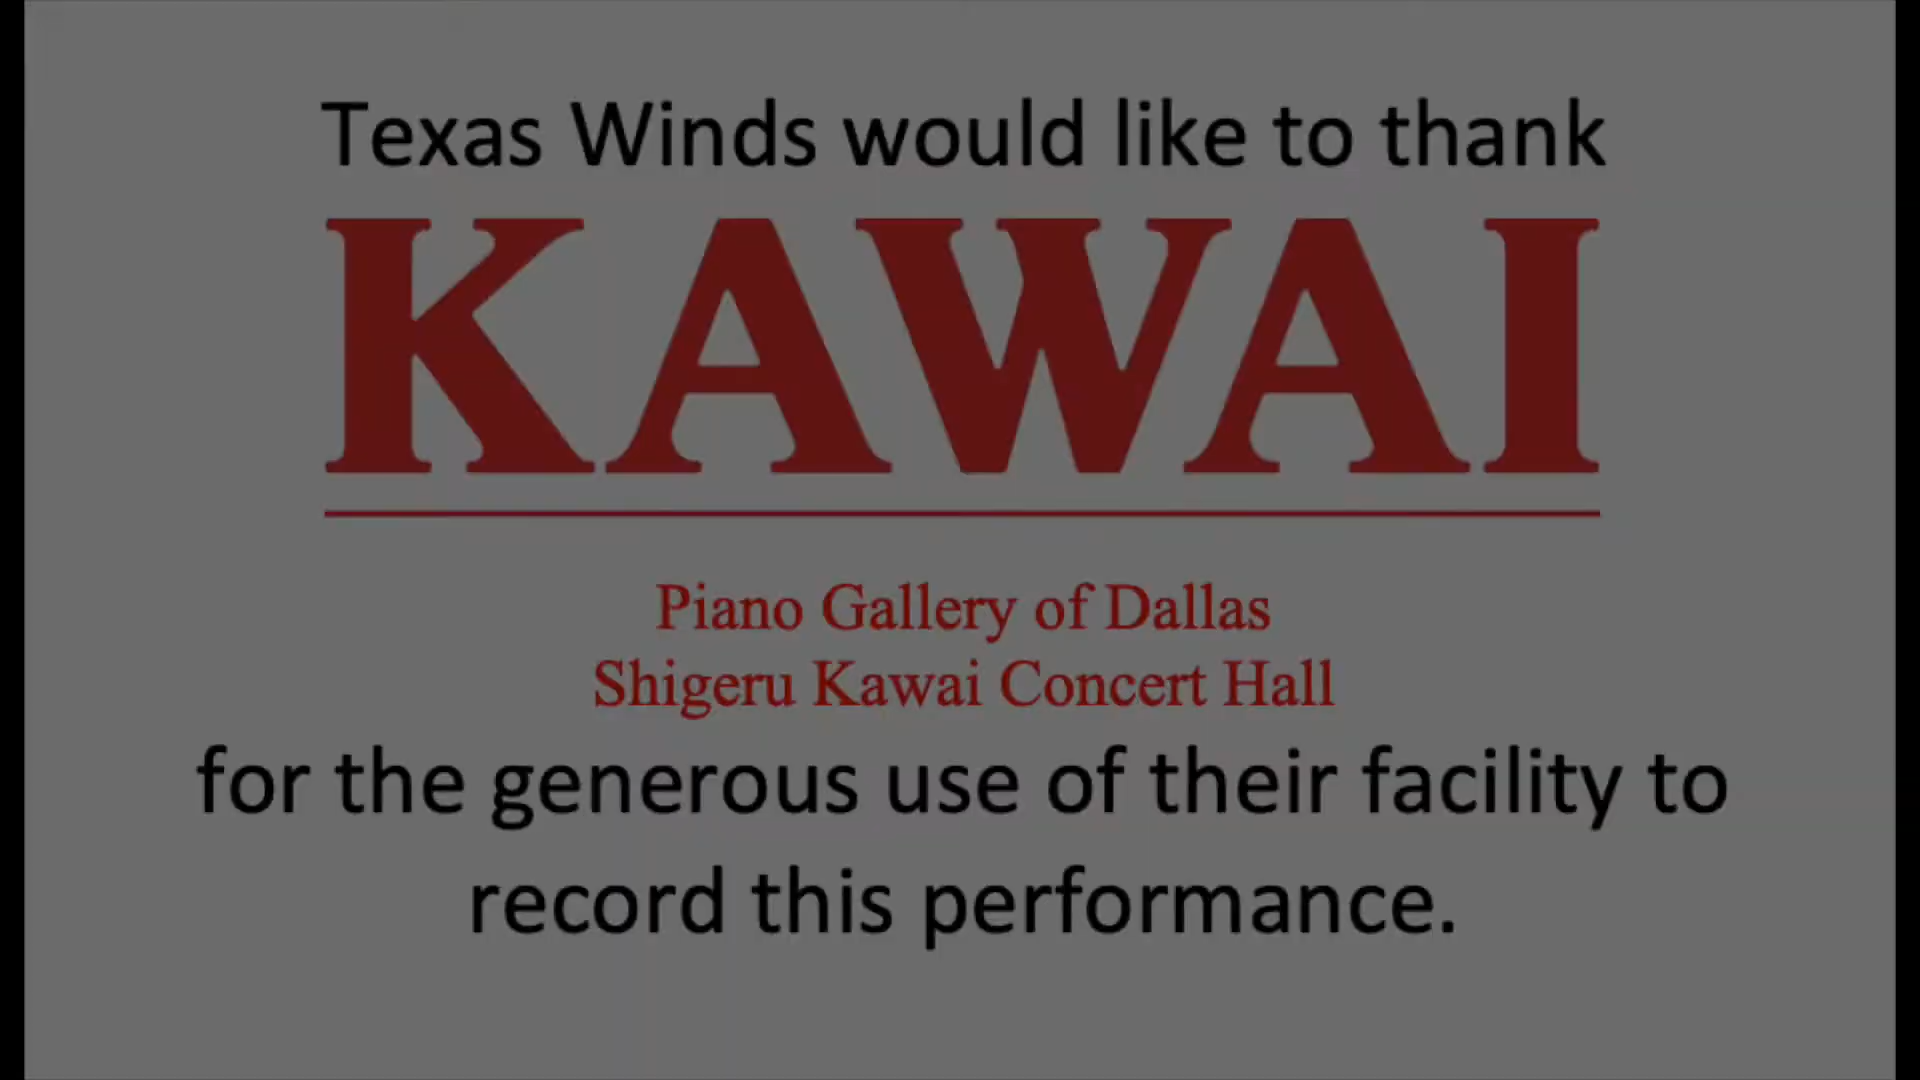 Texas Winds would like to thank
KAWAI
Piano Gallery of Dallas
Shigeru Kawai Concert Hall
for the generous use of their facility to
record this performance.